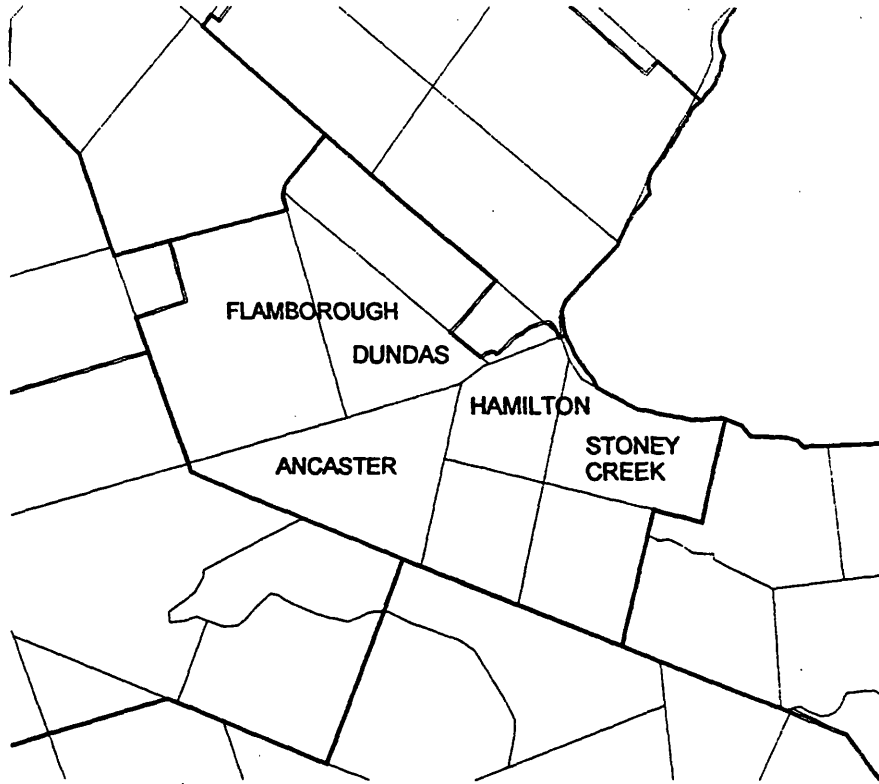 FLAMBOROUGH
DUNDAS
HAMILTON
ANCASTER
STONEY
CREEK